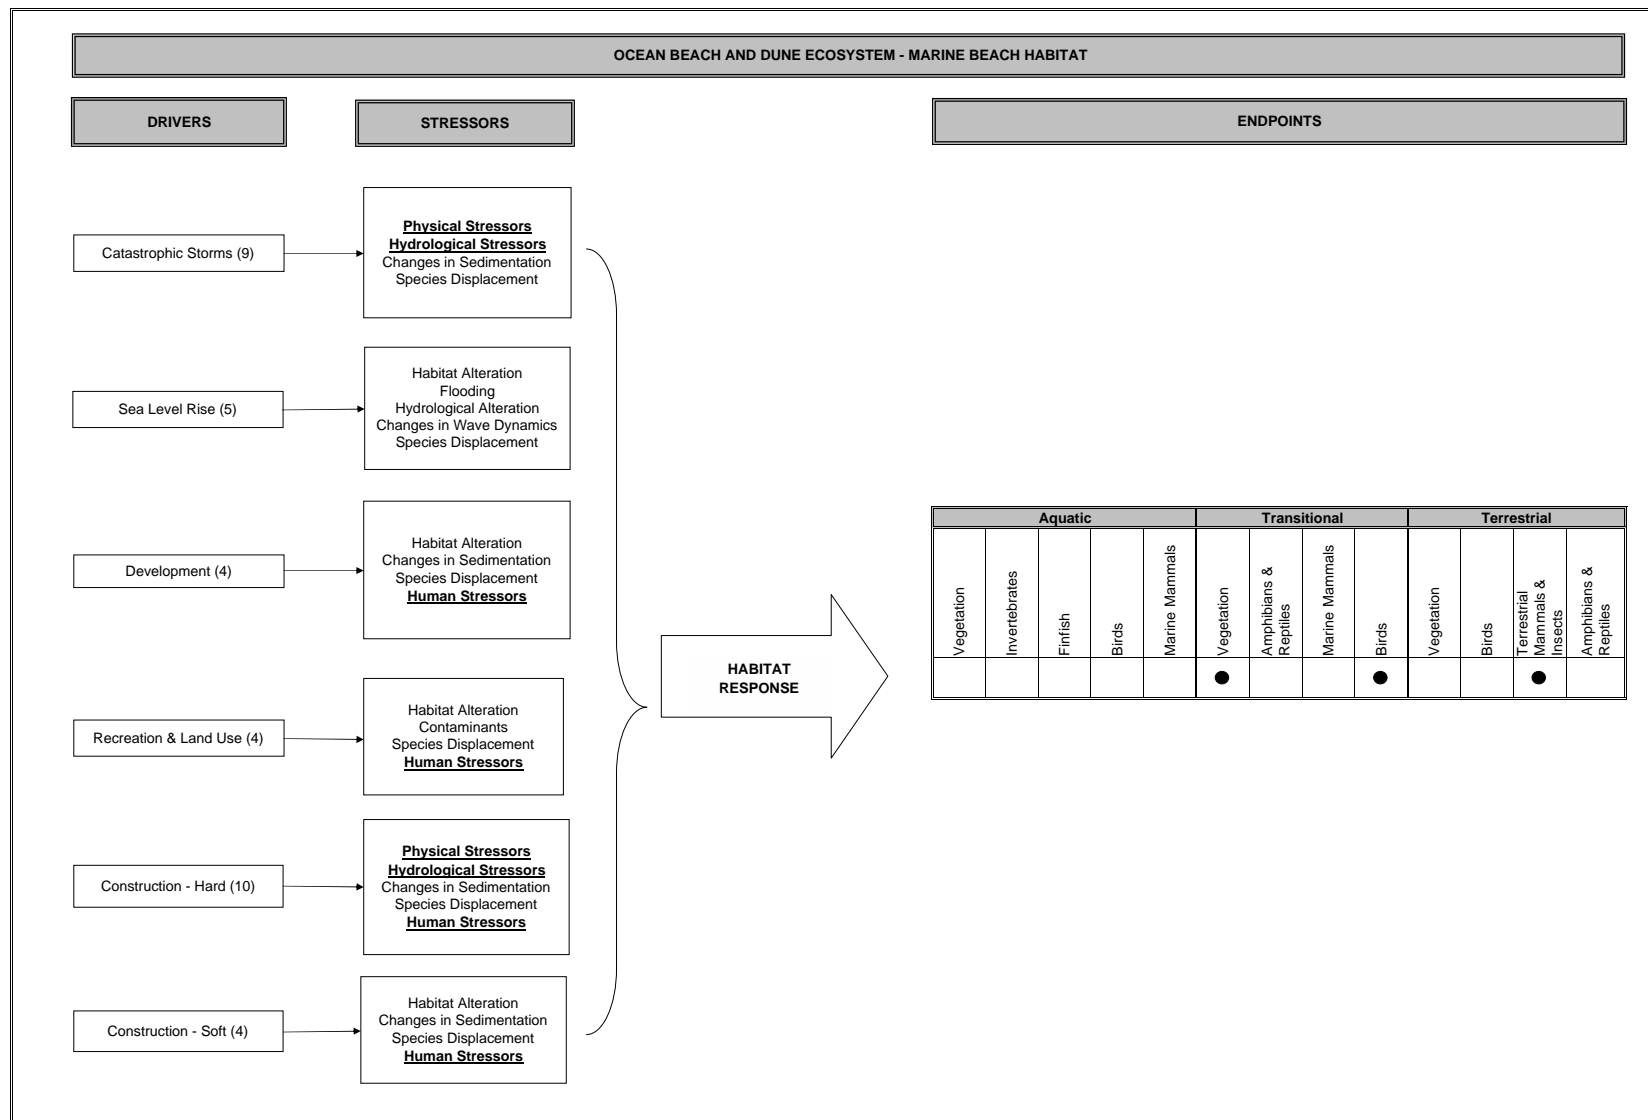 OCEAN BEACH AND DUNE ECOSYSTEM - MARINE BEACH HABITAT
DRIVERS
STRESSORS
ENDPOINTS
Catastrophic Storms (9)
Physical Stressors
Hydrological Stressors
Changes in Sedimentation
Species Displacement
Sea Level Rise (5)
Habitat Alteration
Flooding
Hydrological Alteration
Changes in Wave Dynamics
Species Displacement
Development (4)
Habitat Alteration
Changes in Sedimentation
Species Displacement
Human Stressors
Recreation & Land Use (4)
Habitat Alteration
Contaminants
Species Displacement
Human Stressors
Construction - Hard (10)
Physical Stressors
Hydrological Stressors
Changes in Sedimentation
Species Displacement
Human Stressors
Construction - Soft (4)
Habitat Alteration
Changes in Sedimentation
Species Displacement
Human Stressors
HABITAT
RESPONSE
Aquatic
Transitional
Terrestrial
Vegetation
Invertebrates
Finfish
Birds
Marine Mammals
Vegetation
Amphibians &
Reptiles
Marine Mammals
Birds
Vegetation
Birds
Terrestrial
Mammals &
Insects
Amphibians &
Reptiles